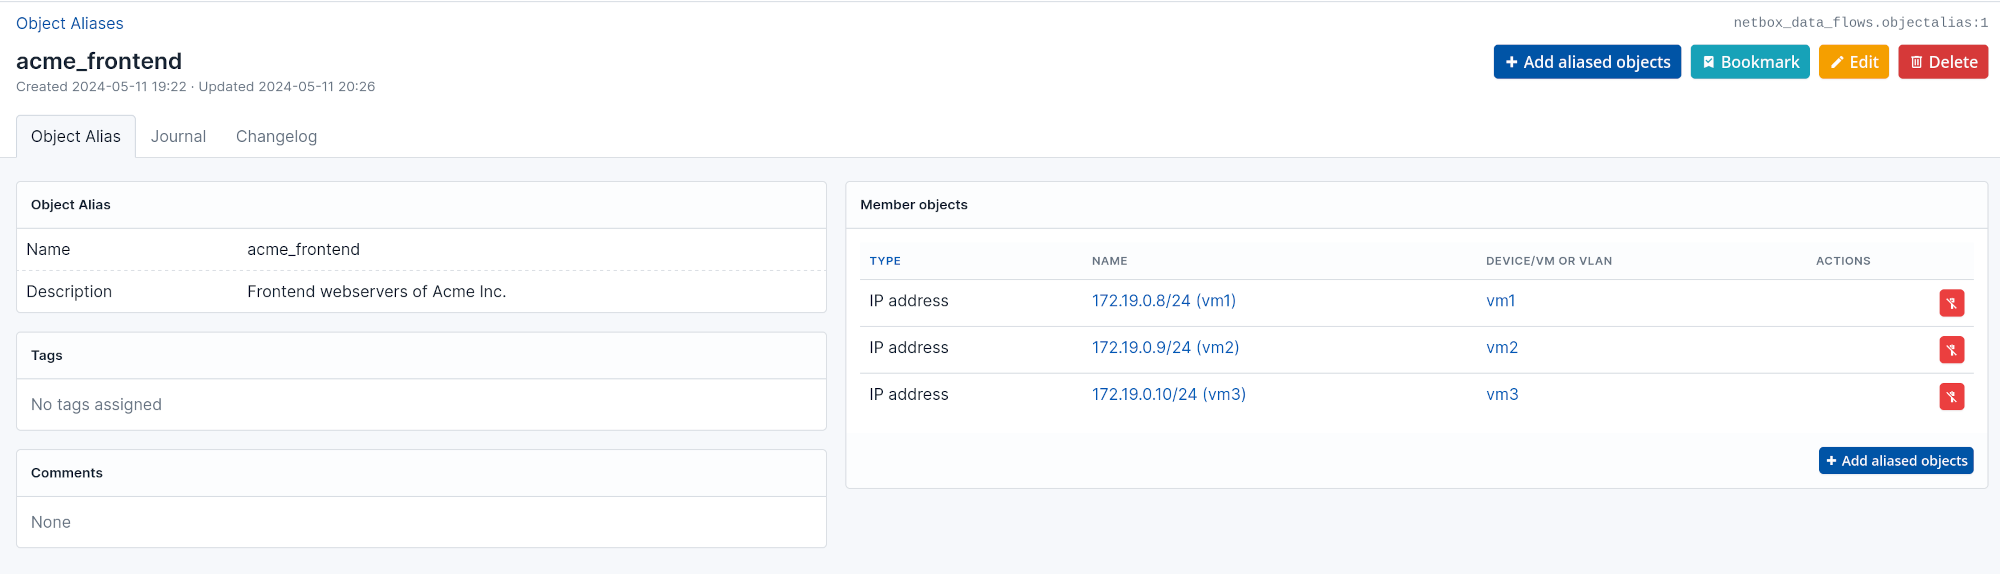 Object Aliases
netbox_data_flows.objectalias:1
acme_frontend
Created 2024-05-11 19:22 · Updated 2024-05-11 20:26
Add aliased objects
Bookmark
Edit
Delete
Object Alias
Journal
Changelog
Object Alias
Name acme_frontend
Description Frontend webservers of Acme Inc.
Tags
No tags assigned
Comments
None
Member objects
TYPE NAME DEVICE/VM OR VLAN ACTIONS
IP address 172.19.0.8/24 (vm1) vm1
IP address 172.19.0.9/24 (vm2) vm2
IP address 172.19.0.10/24 (vm3) vm3
Add aliased objects